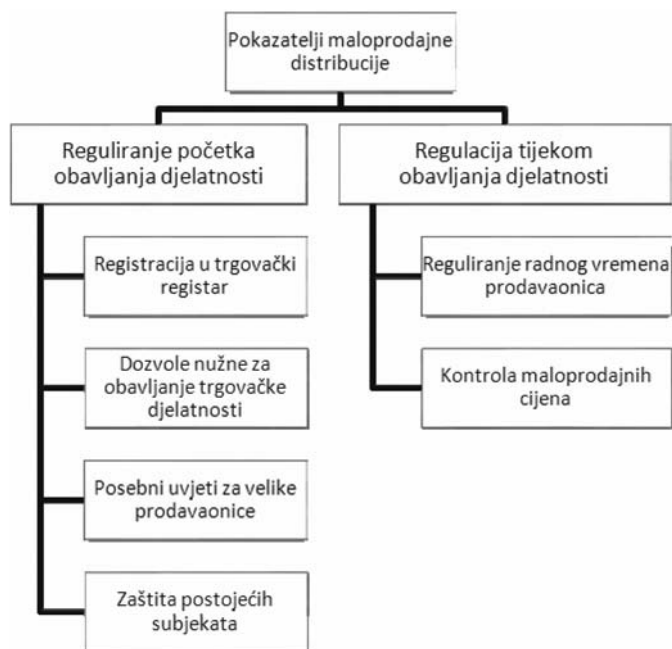 Pokazatelji maloprodajne
distribucije
Reguliranje početka
obavljanja djelatnosti
Regulacija tijekom
obavljanja djelatnosti
Registracija u trgovački
registar
Dozvole nužne za
obavljanje trgovačke
djelatnosti
Posebni uvjeti za velike
prodavaonice
Zaštita postojećih
subjekata
Reguliranje radnog vremena
prodavaonica
Kontrola maloprodajnih
cijena